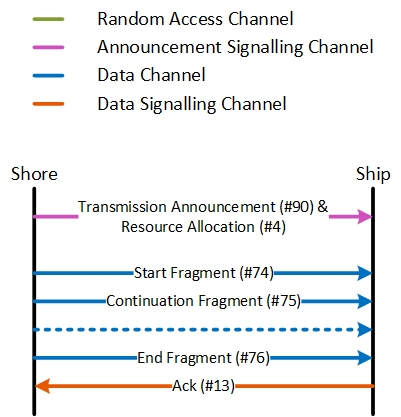 Random Access Channel
Announcement Signalling Channel
Data Channel
Data Signalling Channel
Shore
Ship
Transmission Announcement (#90) &
Resource Allocation (#4)
Start Fragment (#74)
Continuation Fragment (#75)
End Fragment (#76)
Ack (#13)